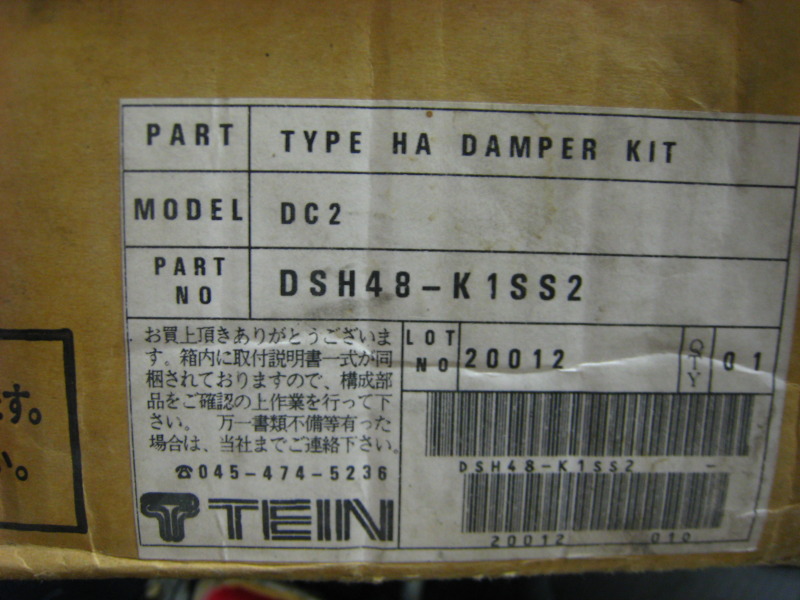 PART TYPE HA DAMPER KIT
MODEL DC2
PART NO DSH48-K1SS2
お買上頂きありがとうございま
す。箱内に取付説明書一式が同
梱されておりますので、構成部
品をご確認の上作業を行って下
さい。 万一書類不備等有った
場合は、当社までご連絡下さい。
☎045-474-5236
TEIN
LOT NO 20012 Q'TY 01
DSH48-K1SS2 -
20012 010
す。
い。